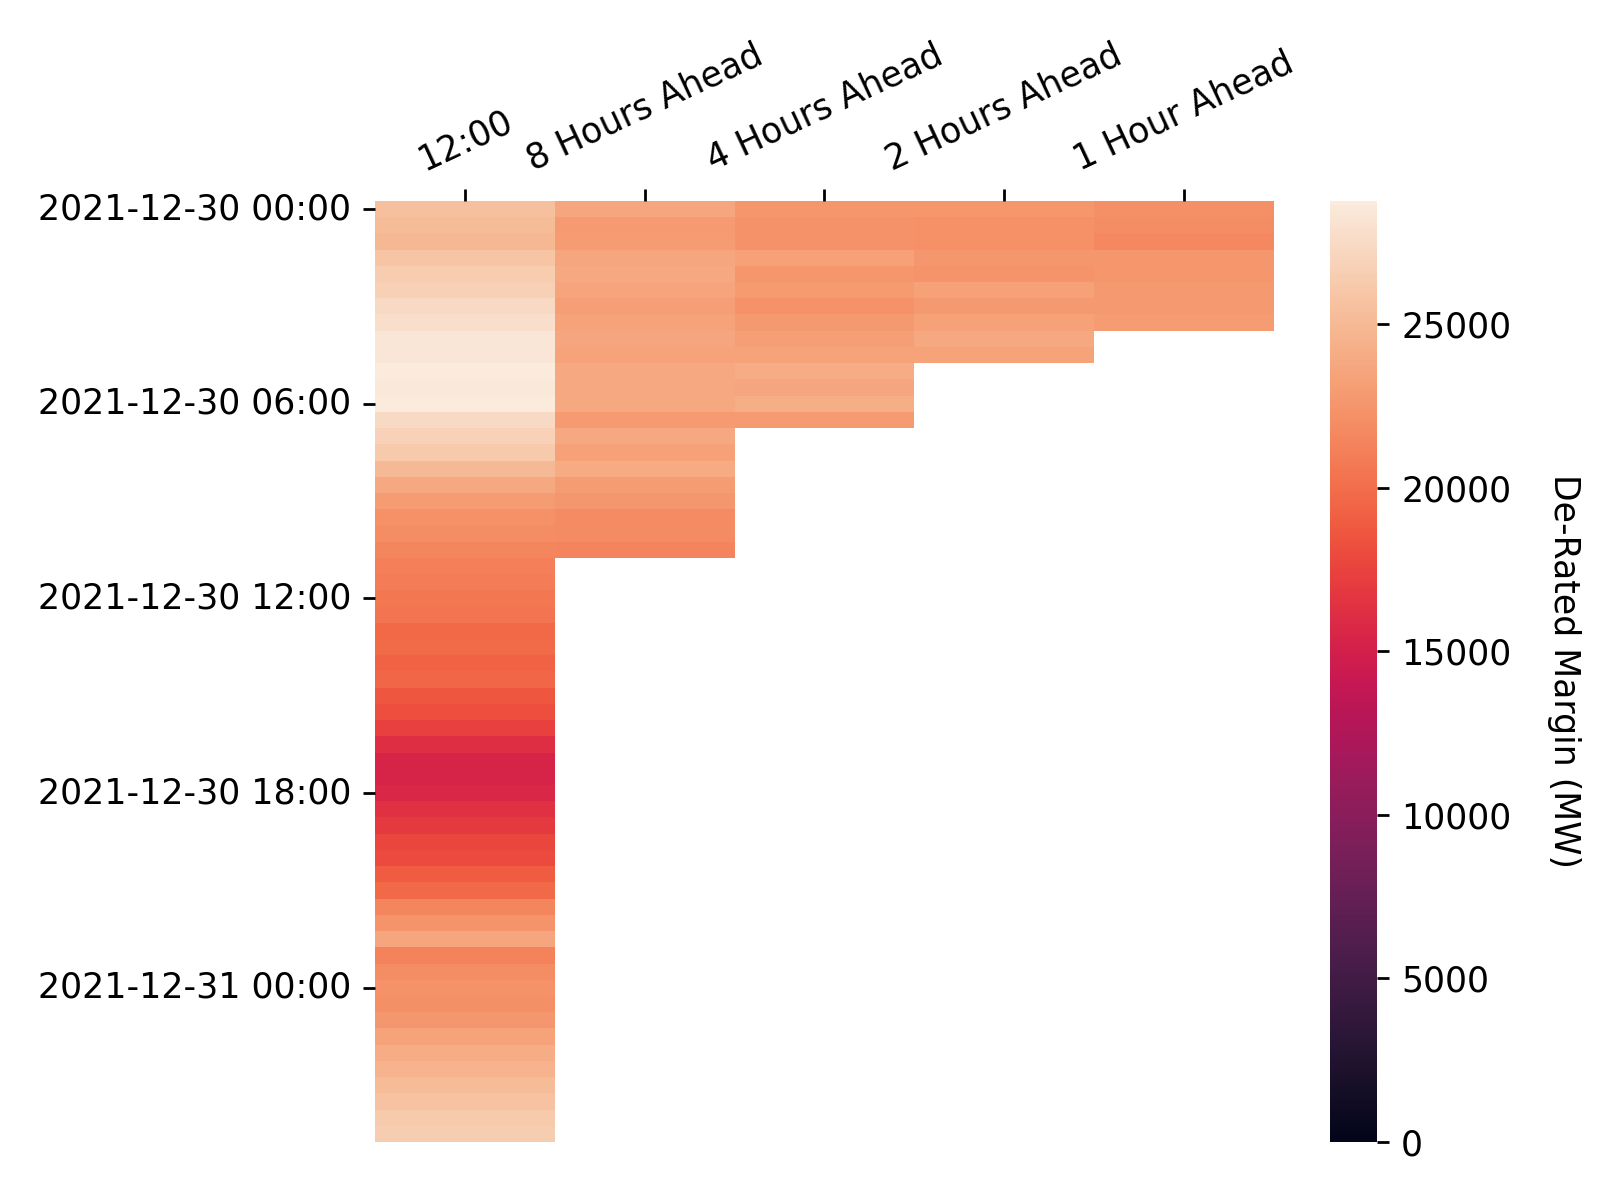 12:00
8 Hours Ahead
4 Hours Ahead
2 Hours Ahead
1 Hour Ahead
2021-12-30 00:00
2021-12-30 06:00
2021-12-30 12:00
2021-12-30 18:00
2021-12-31 00:00
25000
20000
15000
10000
5000
0
De-Rated Margin (MW)